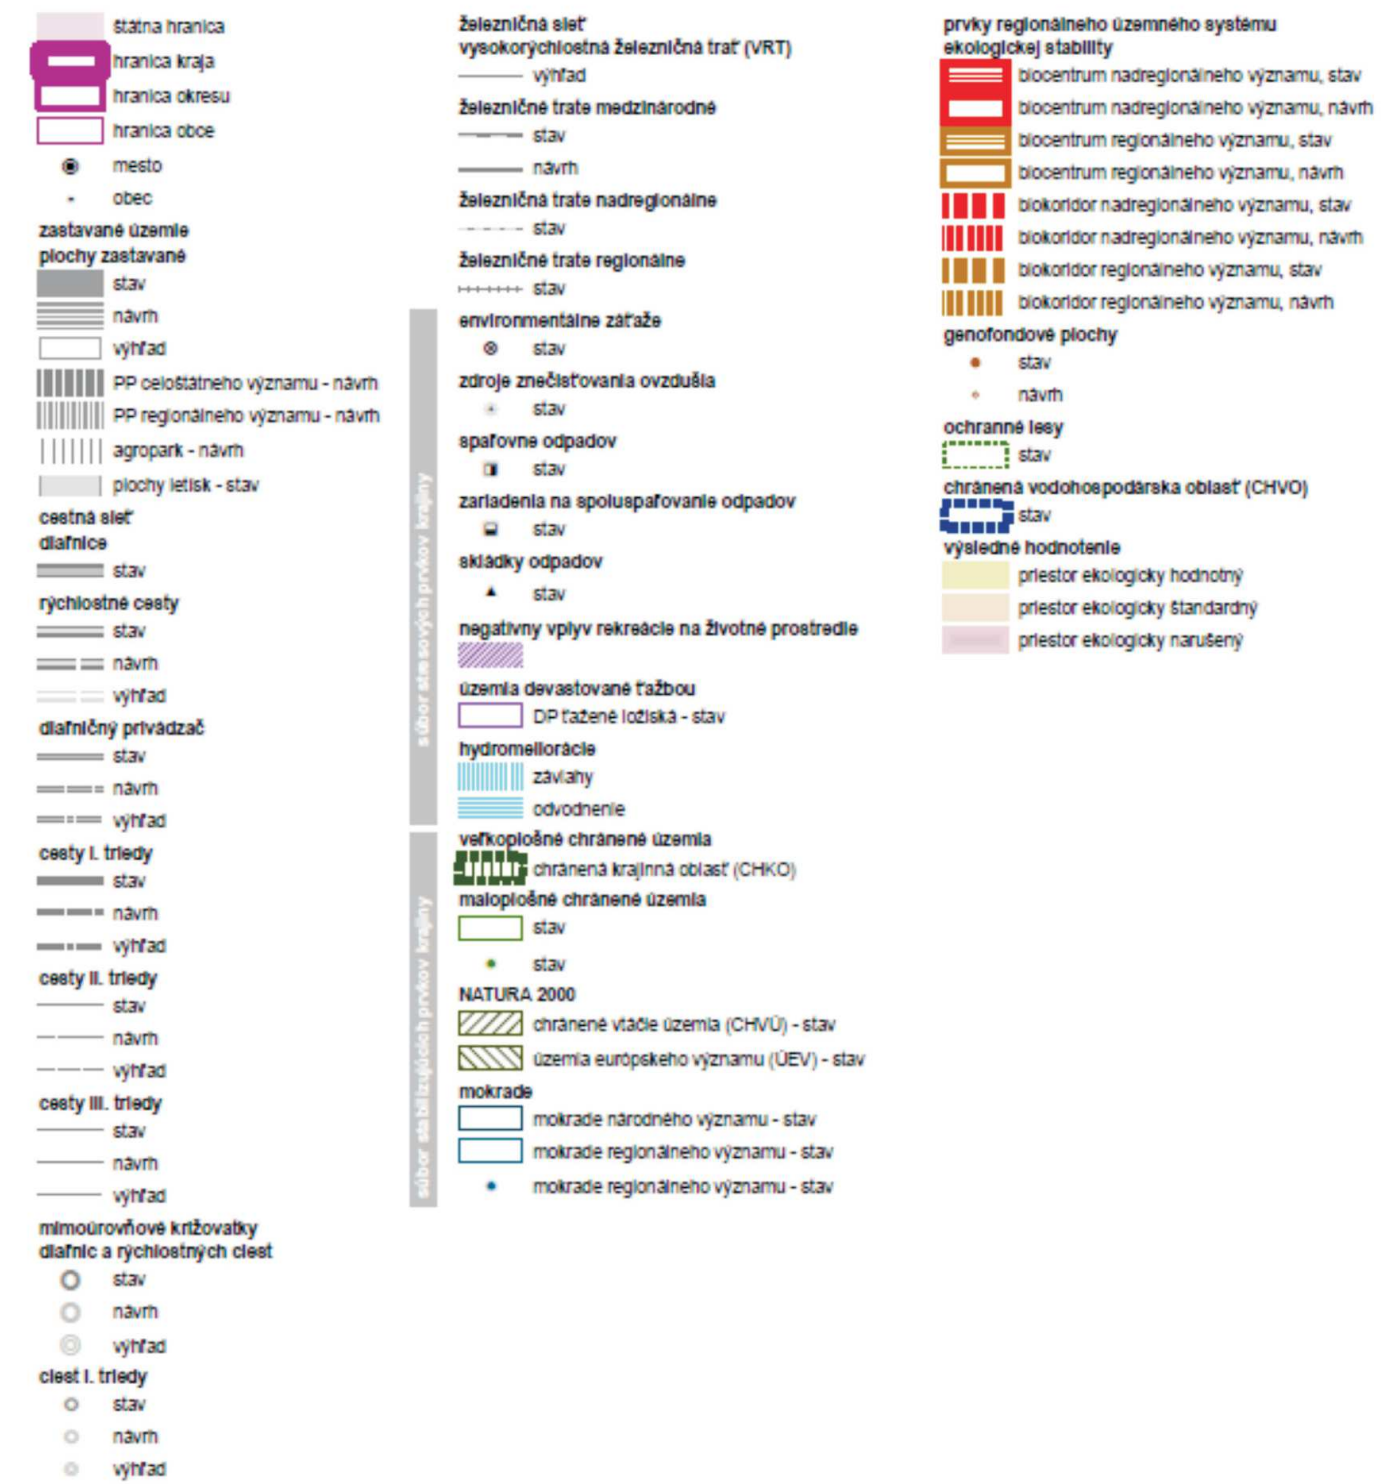 štátna hranica
hranica kraja
hranica okresu
hranica obce
mesto
obec
zastavané územie
plochy zastavané
stav
návrh
výhľad
PP celoštátneho významu - návrh
PP regionálneho významu - návrh
agropark - návrh
plochy letísk - stav
cestná sieť
diaľnice
stav
rýchlostné cesty
stav
návrh
výhľad
diaľničný privádzač
stav
návrh
výhľad
cesty I. triedy
stav
návrh
výhľad
cesty II. triedy
stav
návrh
výhľad
cesty III. triedy
stav
návrh
výhľad
mimoúrovňové križovatky
diaľnic a rýchlostných ciest
stav
návrh
výhľad
ciest I. triedy
stav
návrh
výhľad
železničná sieť
vysokorýchlostná železničná trať (VRT)
výhľad
železničné trate medzinárodné
stav
návrh
železničná trate nadregionálne
stav
železničné trate regionálne
stav
súbor stresových prvkov krajiny
environmentálne záťaže
stav
zdroje znečisťovania ovzdušia
stav
spaľovne odpadov
stav
zariadenia na spoluspaľovanie odpadov
stav
skládky odpadov
stav
negatívny vplyv rekreácie na životné prostredie
územia devastované ťažbou
DP ťažené ložiská - stav
hydromeliorácie
závlahy
odvodnenie
súbor stabilizujúcich prvkov krajiny
veľkoplošné chránené územia
chránená krajinná oblasť (CHKO)
maloplošné chránené územia
stav
stav
NATURA 2000
chránené vtáčie územia (CHVÚ) - stav
územia európskeho významu (ÚEV) - stav
mokrade
mokrade národného významu - stav
mokrade regionálneho významu - stav
mokrade regionálneho významu - stav
prvky regionálneho územného systému
ekologickej stability
biocentrum nadregionálneho významu, stav
biocentrum nadregionálneho významu, návrh
biocentrum regionálneho významu, stav
biocentrum regionálneho významu, návrh
biokoridor nadregionálneho významu, stav
biokoridor nadregionálneho významu, návrh
biokoridor regionálneho významu, stav
biokoridor regionálneho významu, návrh
genofondové plochy
stav
návrh
ochranné lesy
stav
chránená vodohospodárska oblasť (CHVO)
stav
výsledné hodnotenie
priestor ekologicky hodnotný
priestor ekologicky štandardný
priestor ekologicky narušený